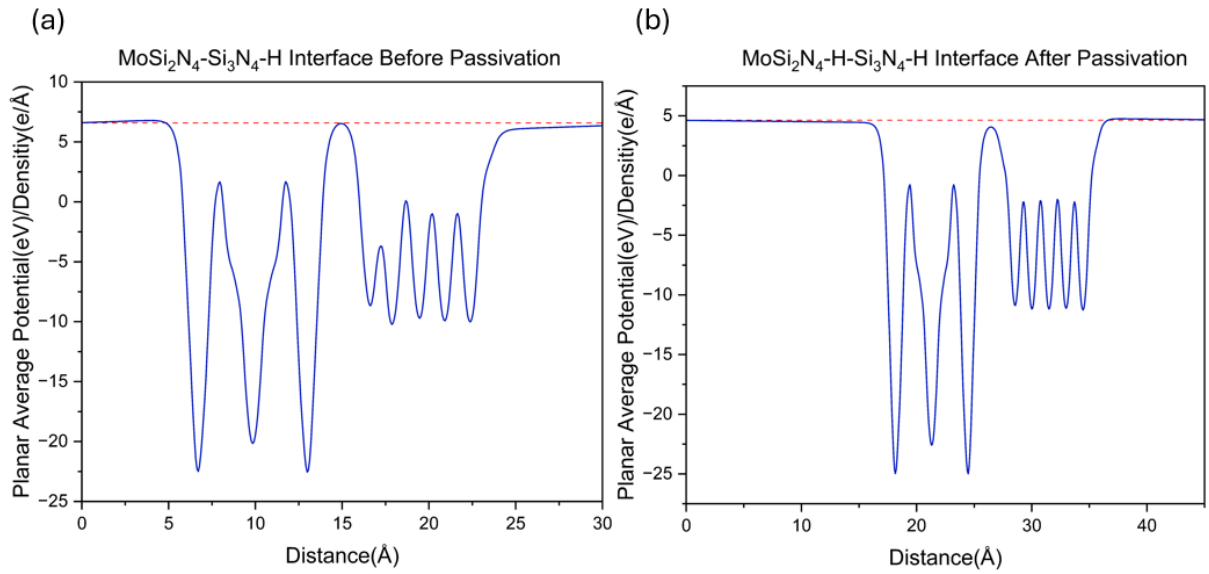 (a)
MoSi₂N₄-Si₃N₄-H Interface Before Passivation
Planar Average Potential(eV)/Densitiy(e/Å)
10
5
0
−5
−10
−15
−20
−25
0 5 10 15 20 25 30
Distance(Å)
(b)
MoSi₂N₄-H-Si₃N₄-H Interface After Passivation
Planar Average Potential(eV)/Densitiy(e/Å)
5
0
−5
−10
−15
−20
−25
0 10 20 30 40
Distance(Å)